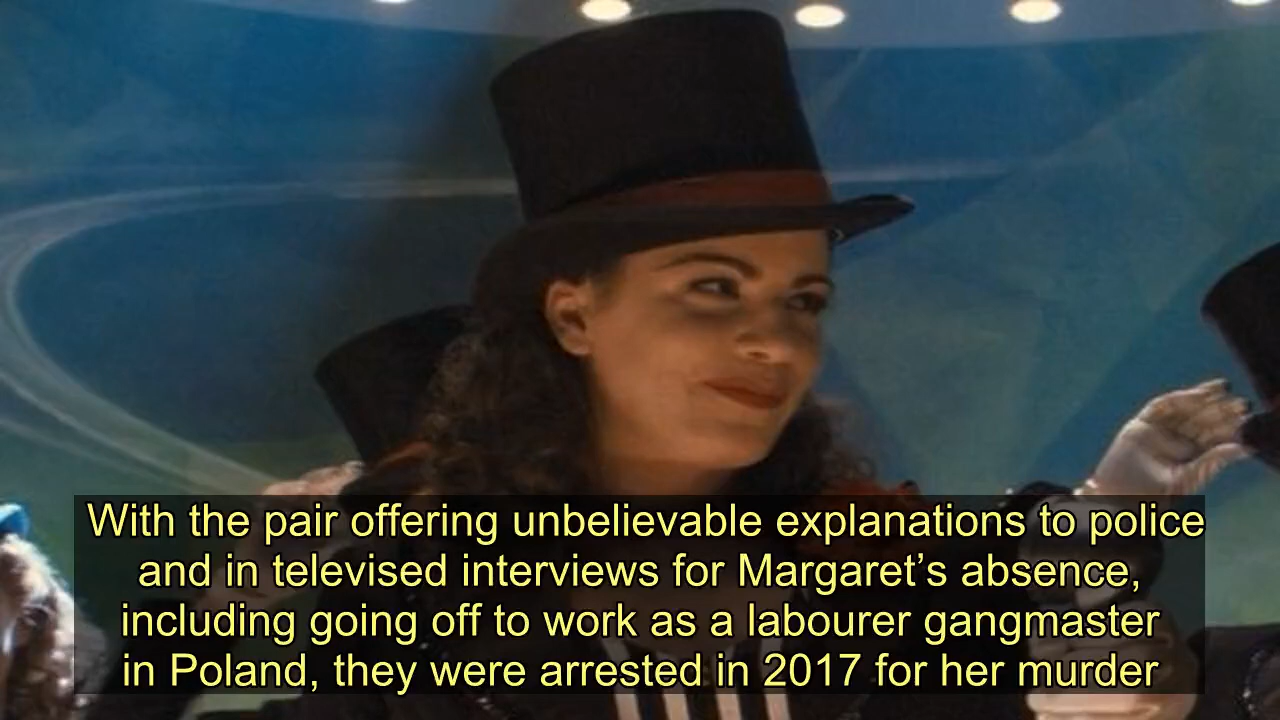 With the pair offering unbelievable explanations to police
and in televised interviews for Margaret’s absence,
including going off to work as a labourer gangmaster
in Poland, they were arrested in 2017 for her murder